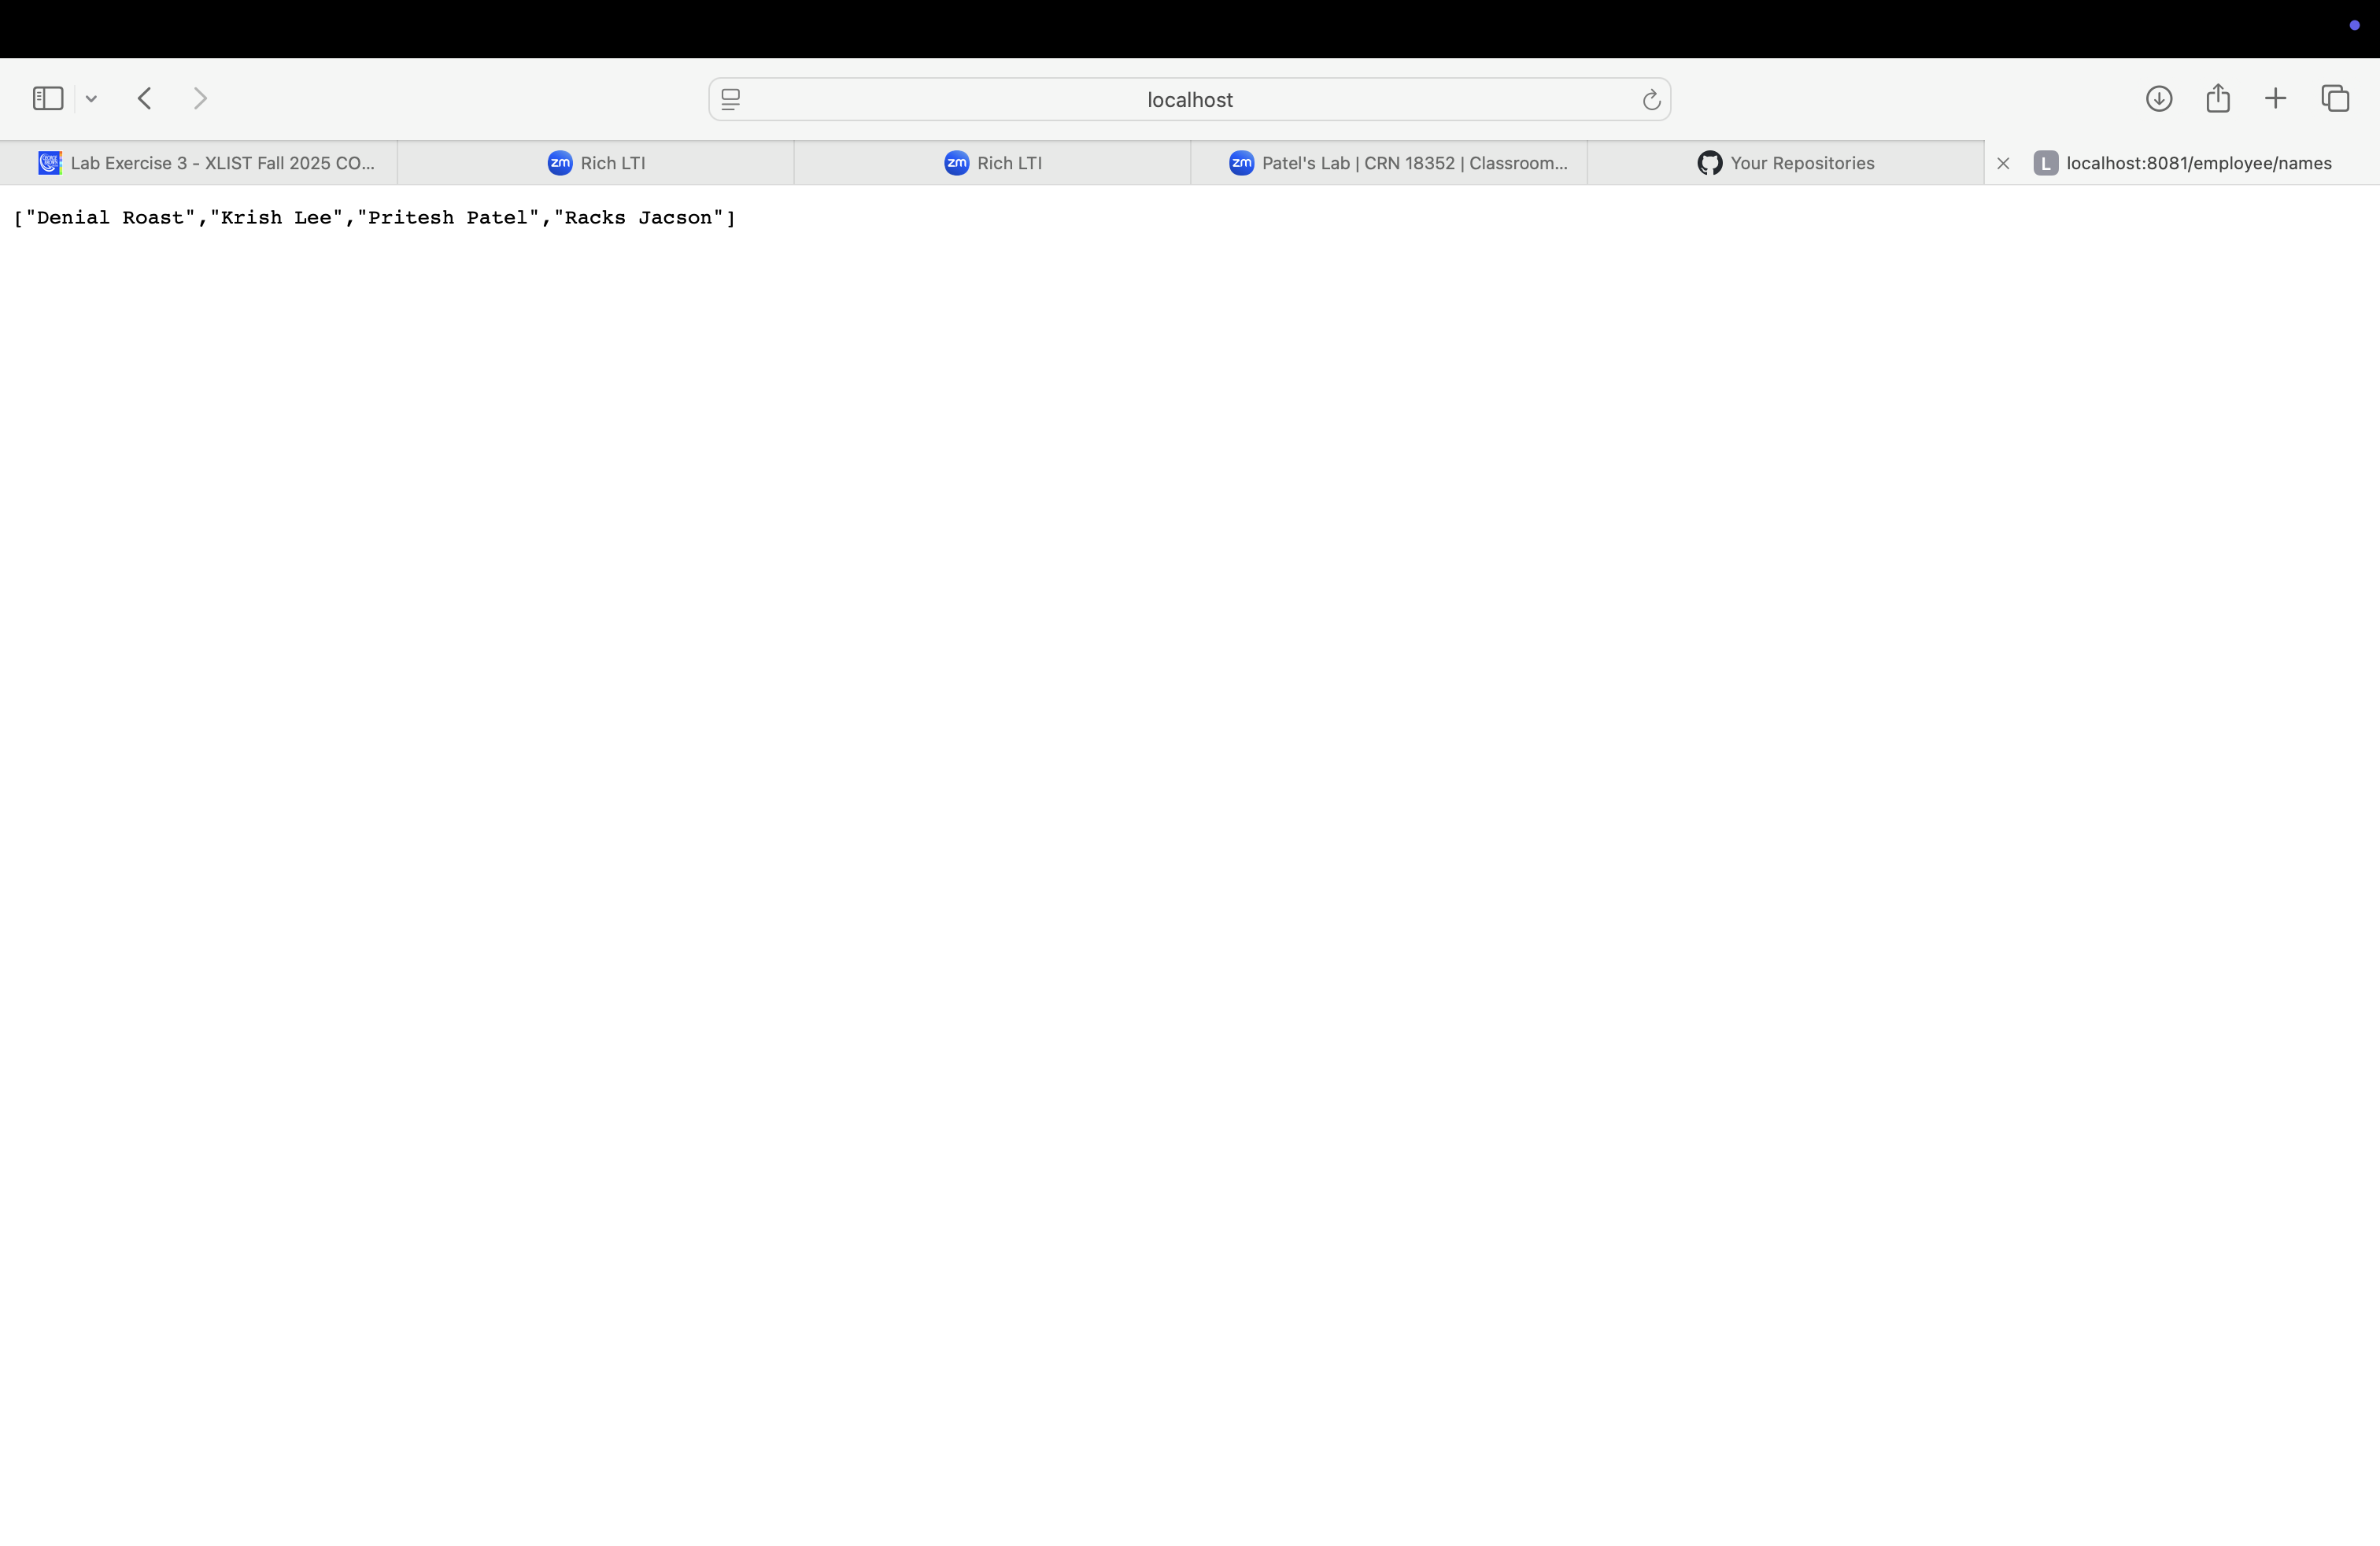 localhost
Lab Exercise 3 - XLIST Fall 2025 CO...
zm Rich LTI
zm Rich LTI
zm Patel's Lab | CRN 18352 | Classroom...
Your Repositories
L localhost:8081/employee/names
["Denial Roast","Krish Lee","Pritesh Patel","Racks Jacson"]